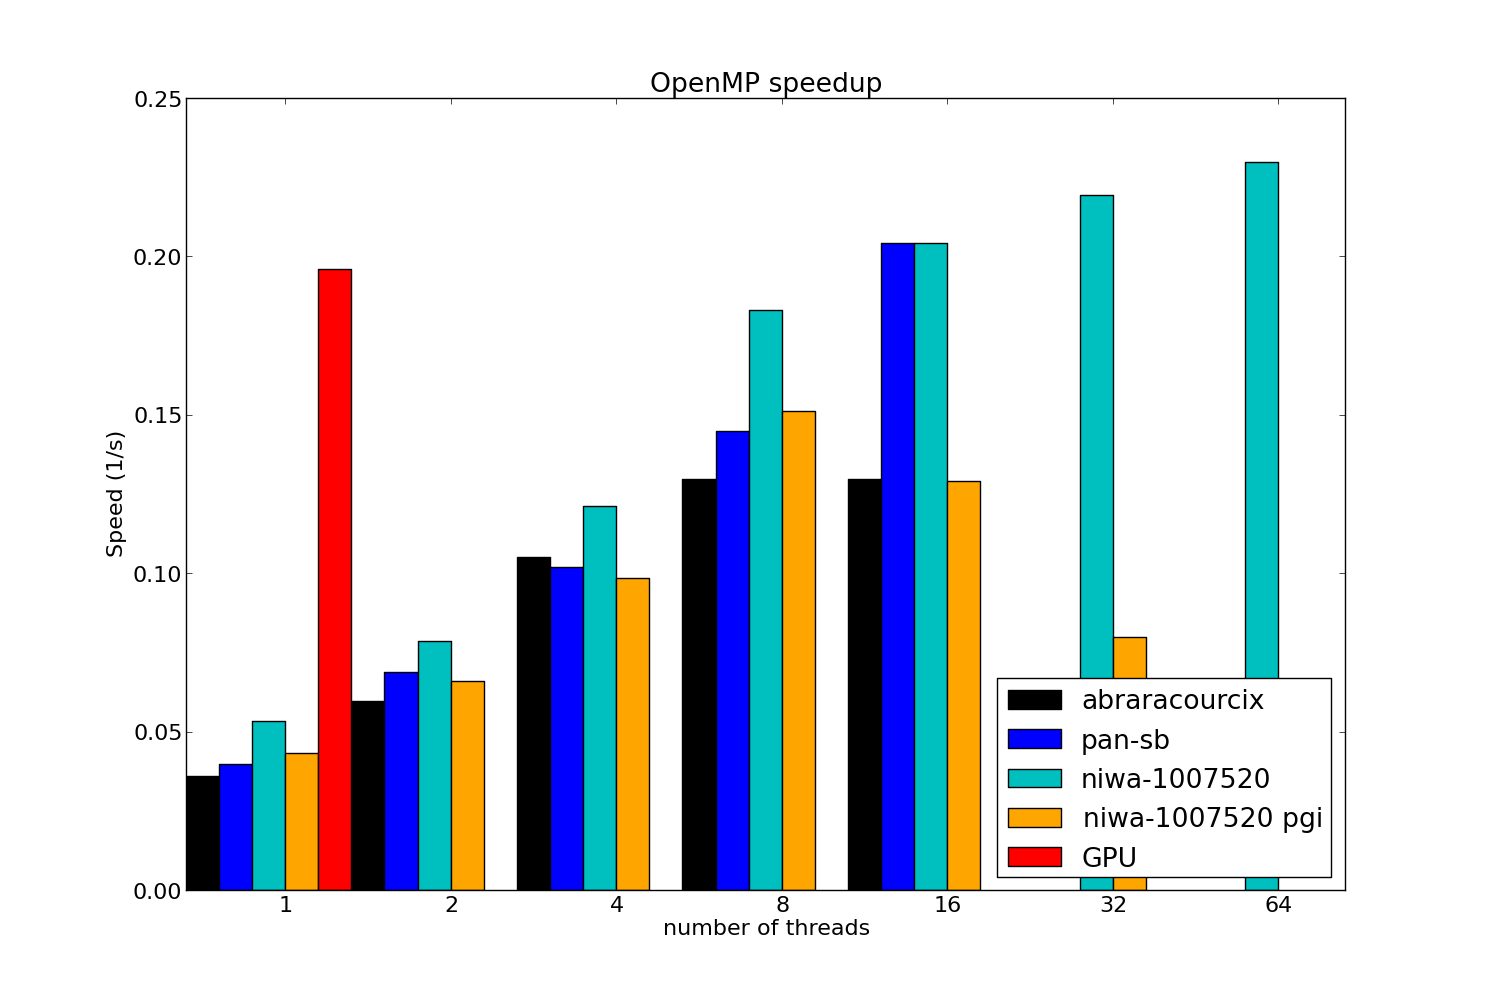 OpenMP speedup
0.25
0.20
0.15
0.10
0.05
0.00
Speed (1/s)
1 2 4 8 16 32 64
number of threads
abraracourcix
pan-sb
niwa-1007520
niwa-1007520 pgi
GPU